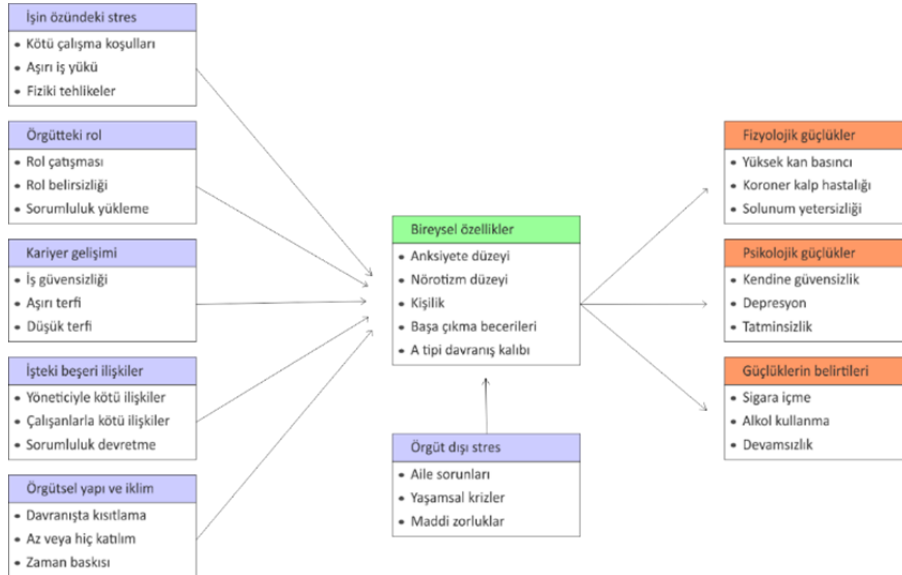 İşin özündeki stres
• Kötü çalışma koşulları
• Aşırı iş yükü
• Fiziki tehlikeler
Örgütteki rol
• Rol çatışması
• Rol belirsizliği
• Sorumluluk yükleme
Kariyer gelişimi
• İş güvensizliği
• Aşırı terfi
• Düşük terfi
İşteki beşeri ilişkiler
• Yöneticiyle kötü ilişkiler
• Çalışanlarla kötü ilişkiler
• Sorumluluk devretme
Örgütsel yapı ve iklim
• Davranışta kısıtlama
• Az veya hiç katılım
• Zaman baskısı
Bireysel özellikler
• Anksiyete düzeyi
• Nörotizm düzeyi
• Kişilik
• Başa çıkma becerileri
• A tipi davranış kalıbı
Örgüt dışı stres
• Aile sorunları
• Yaşamsal krizler
• Maddi zorluklar
Fizyolojik güçlükler
• Yüksek kan basıncı
• Koroner kalp hastalığı
• Solunum yetersizliği
Psikolojik güçlükler
• Kendine güvensizlik
• Depresyon
• Tatminsizlik
Güçlüklerin belirtileri
• Sigara içme
• Alkol kullanma
• Devamsızlık